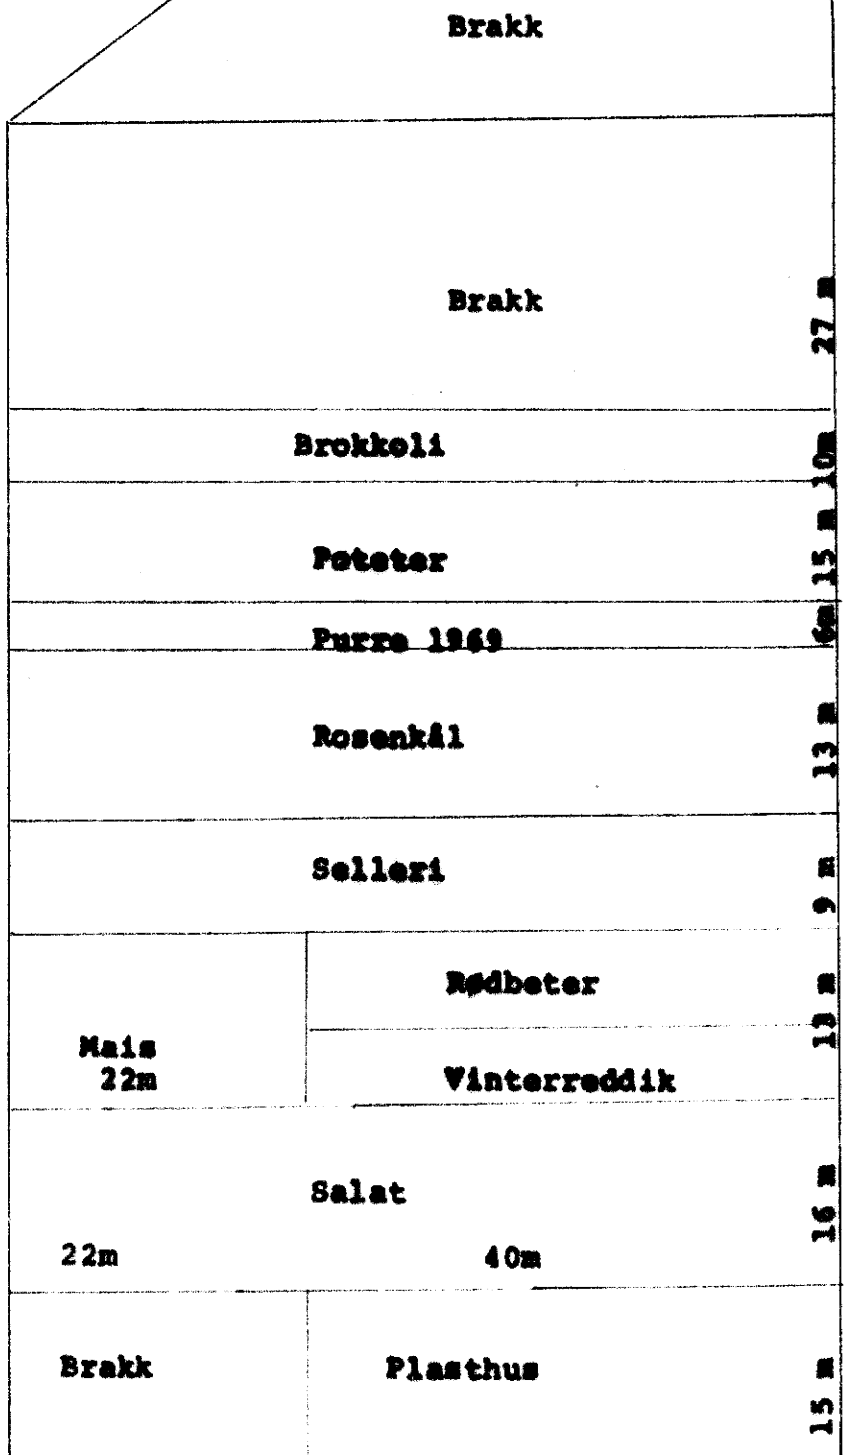 Brakk
Brakk
27 m
Brokkoli
10m
Poteter
15 m
Purre 1969
6m
Rosenkål
13 m
Selleri
9 m
Rødbeter
13 m
Mais
22m
Vinterreddik
Salat
16 m
22m
40m
Brakk
Plasthus
15 m